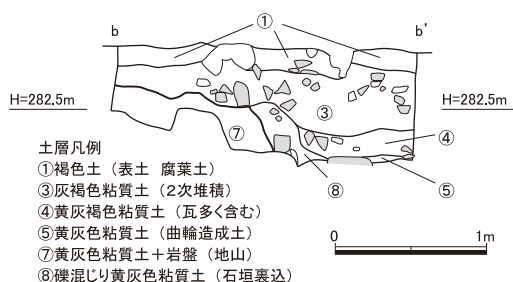 b
b’
①
H=282.5m
H=282.5m
③
④
⑦
⑧
⑤
土層凡例
①褐色土（表土 腐葉土）
③灰褐色粘質土（２次堆積）
④黄灰褐色粘質土（瓦多く含む）
⑤黄灰色粘質土（曲輪造成土）
⑦黄灰色粘質土＋岩盤（地山）
⑧礫混じり黄灰色粘質土（石垣裏込）
0
1m